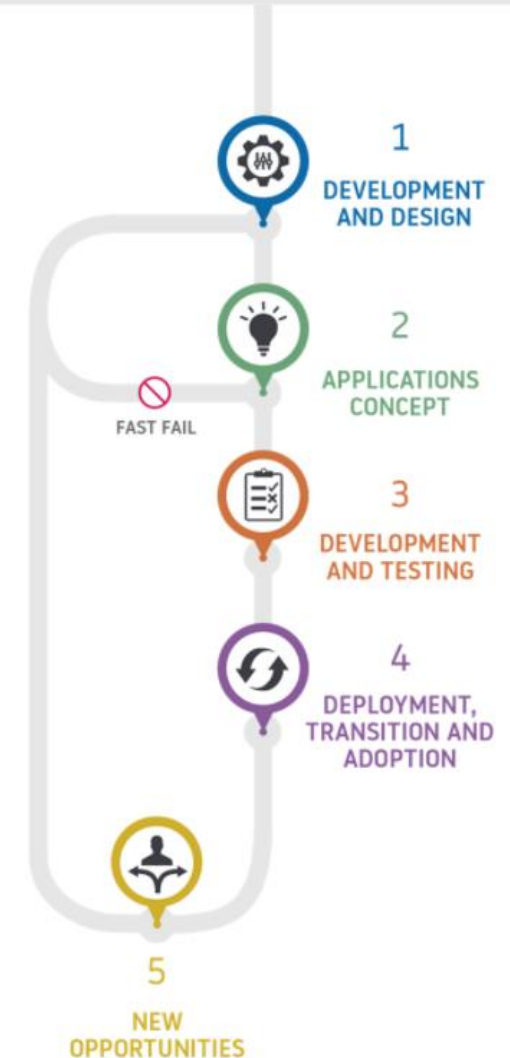 1
DEVELOPMENT
AND DESIGN
2
APPLICATIONS
CONCEPT
FAST FAIL
3
DEVELOPMENT
AND TESTING
4
DEPLOYMENT,
TRANSITION AND
ADOPTION
5
NEW
OPPORTUNITIES